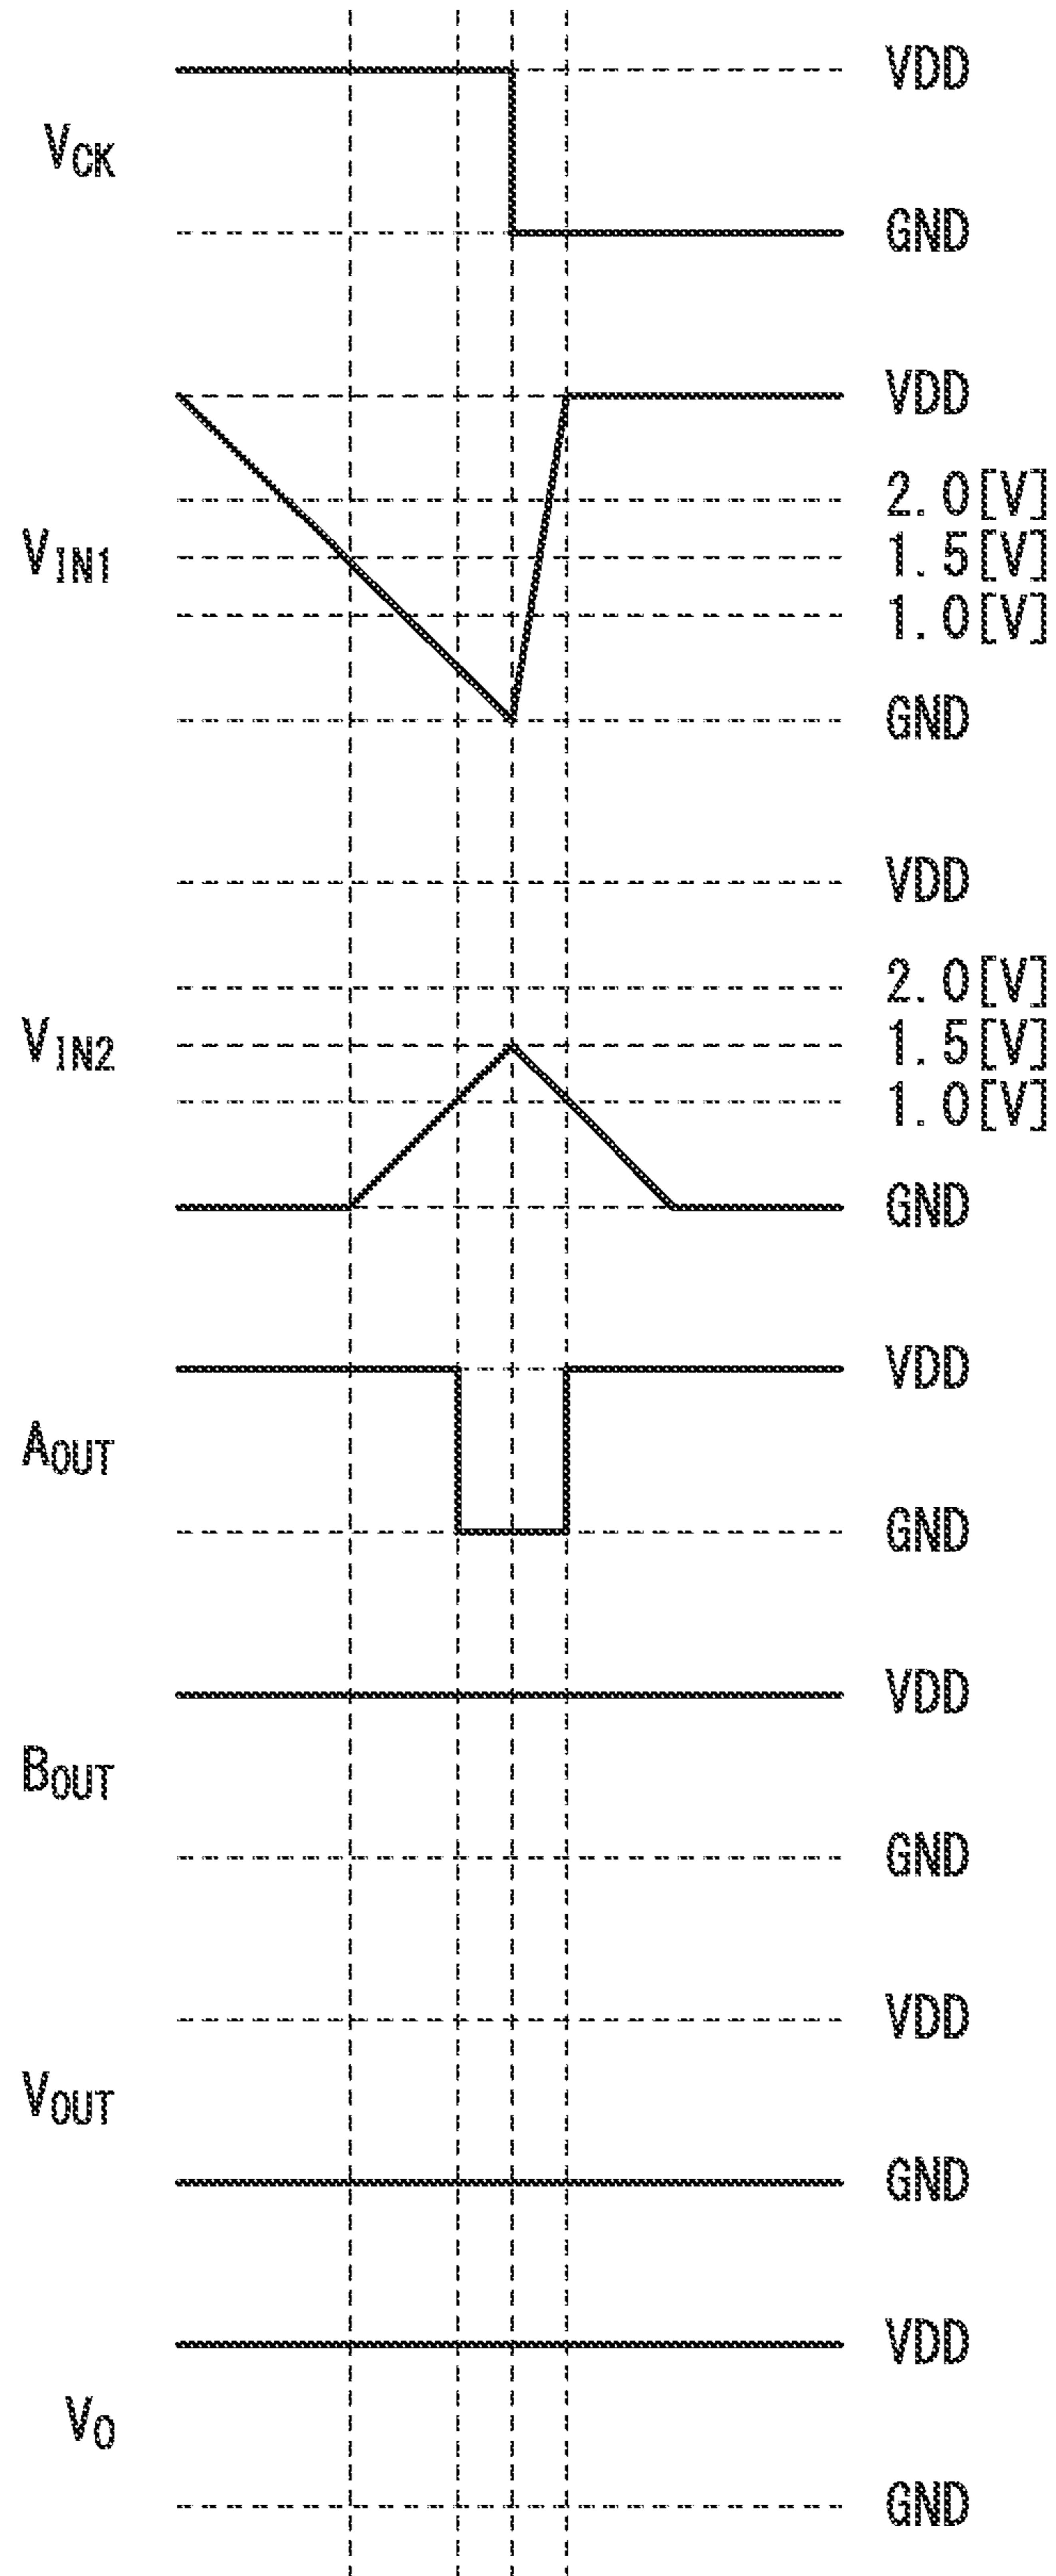 VDD
VCK
GND
VDD
2.0[V]
VIN1
1.5[V]
1.0[V]
GND
VDD
2.0[V]
VIN2
1.5[V]
1.0[V]
GND
VDD
AOUT
GND
VDD
BOUT
GND
VDD
VOUT
GND
VDD
VO
GND